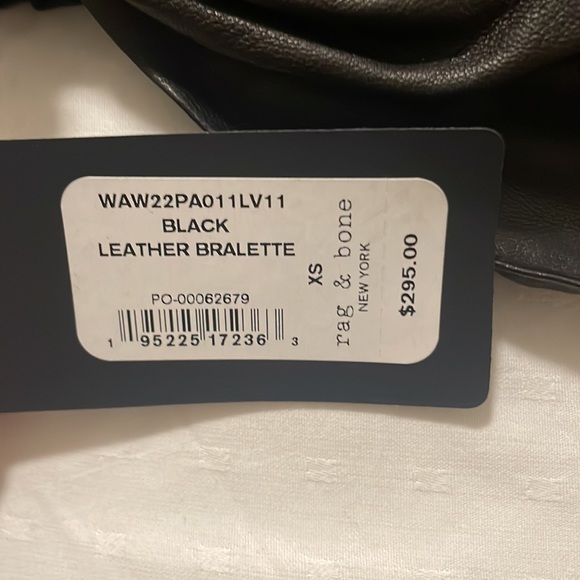 WAW22PA011LV11
BLACK
LEATHER BRALETTE
PO-00062679
1 95225 17236 3
XS
rag & bone
NEW YORK
$295.00